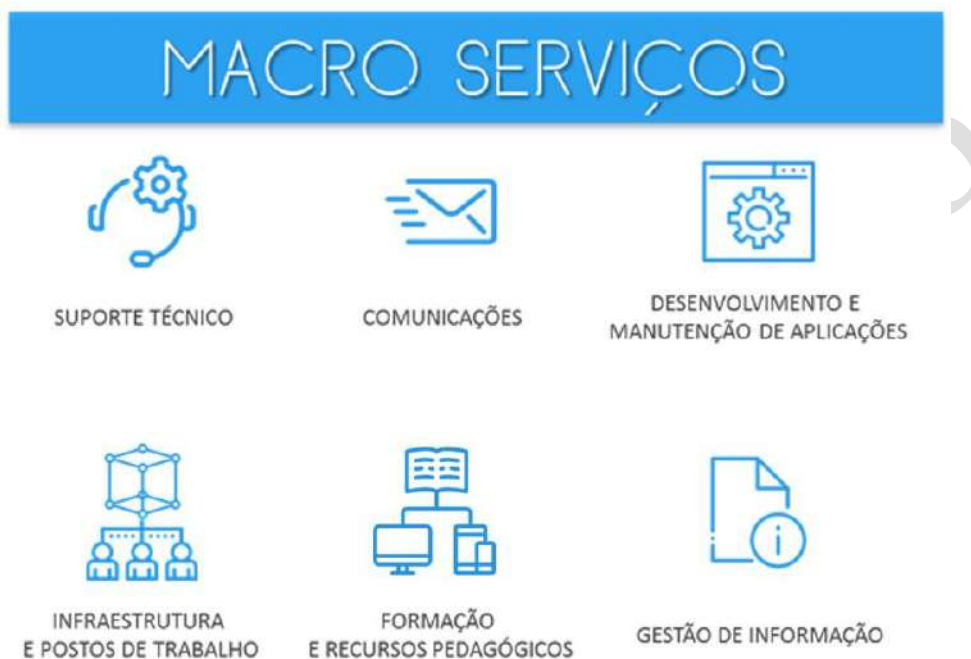 MACRO SERVIÇOS
SUPORTE TÉCNICO
COMUNICAÇÕES
DESENVOLVIMENTO E
MANUTENÇÃO DE APLICAÇÕES
INFRAESTRUTURA
E POSTOS DE TRABALHO
FORMAÇÃO
E RECURSOS PEDAGÓGICOS
GESTÃO DE INFORMAÇÃO